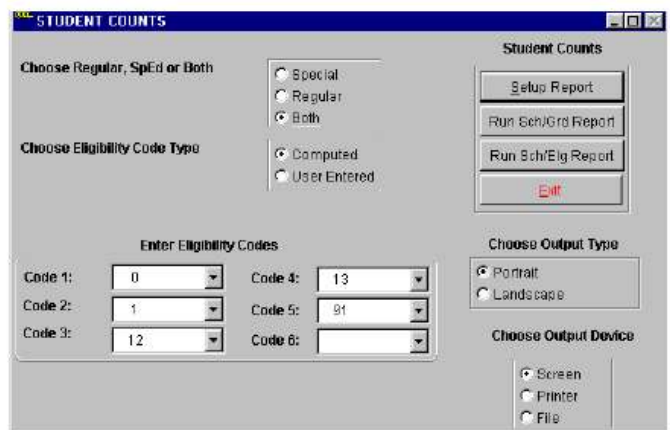 STUDENT COUNTS
Choose Regular, SpEd or Both
Special
Regular
Both
Choose Eligibility Code Type
Computed
User Entered
Student Counts
Setup Report
Run Sch/Grd Report
Run Sch/Elg Report
Exit
Enter Eligibility Codes
Code 1: 0 Code 4: 13
Code 2: 1 Code 5: 91
Code 3: 12 Code 6:
Choose Output Type
Portrait
Landscape
Choose Output Device
Screen
Printer
File